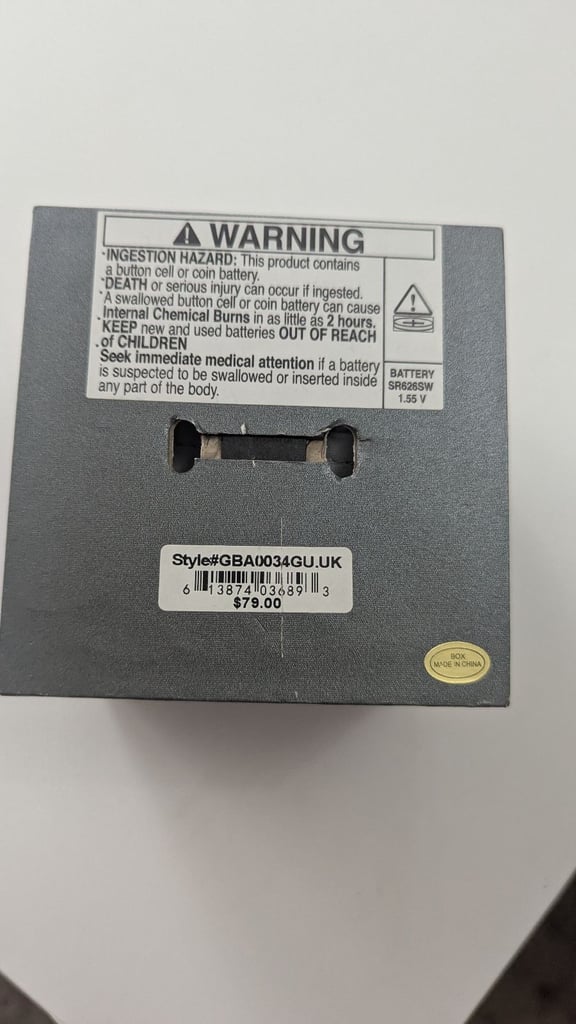 WARNING
•INGESTION HAZARD: This product contains
a button cell or coin battery.
•DEATH or serious injury can occur if ingested.
•A swallowed button cell or coin battery can cause
Internal Chemical Burns in as little as 2 hours.
•KEEP new and used batteries OUT OF REACH
of CHILDREN
•Seek immediate medical attention if a battery
is suspected to be swallowed or inserted inside
any part of the body.
BATTERY
SR626SW
1.55 V
Style#GBA0034GU.UK
6 13874 03689 3
$79.00
BOX
MADE IN CHINA